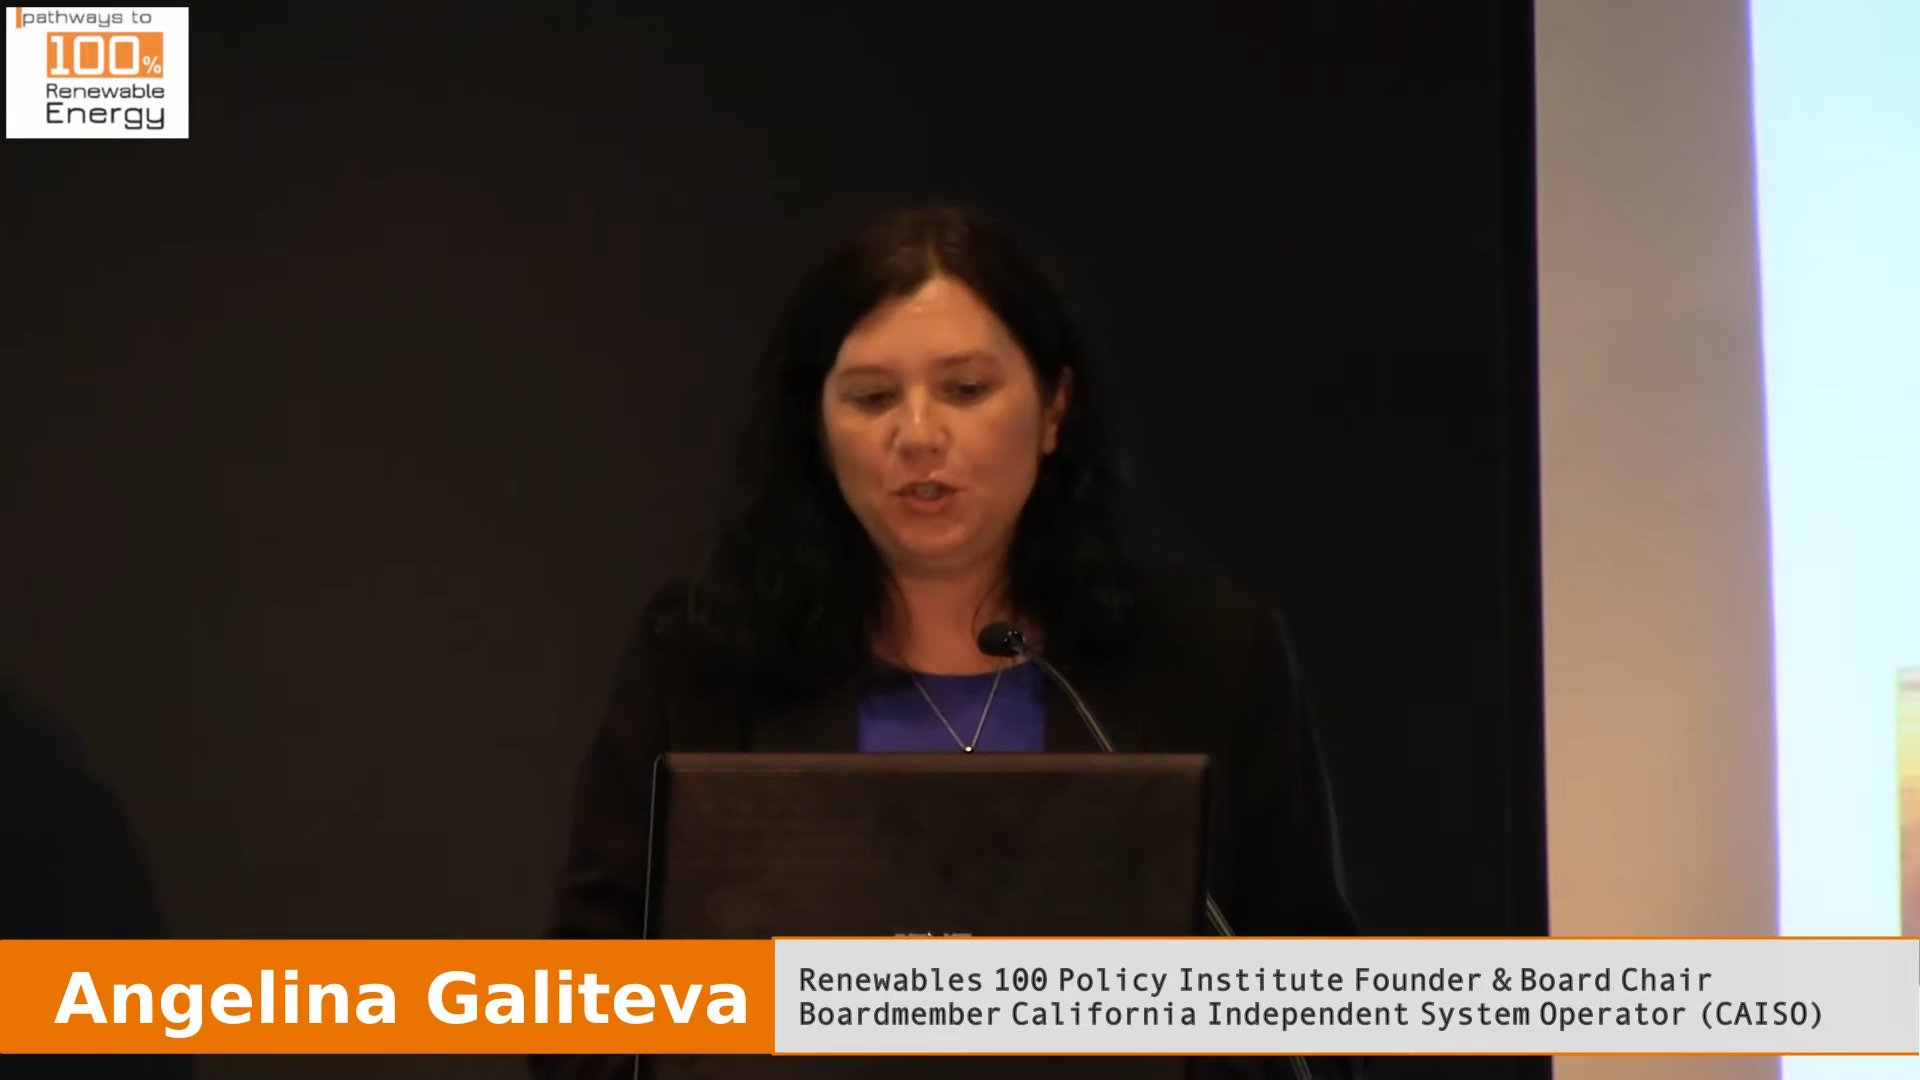 pathways to
100%
Renewable
Energy
Angelina Galiteva
Renewables 100 Policy Institute Founder & Board Chair
Boardmember California Independent System Operator (CAISO)